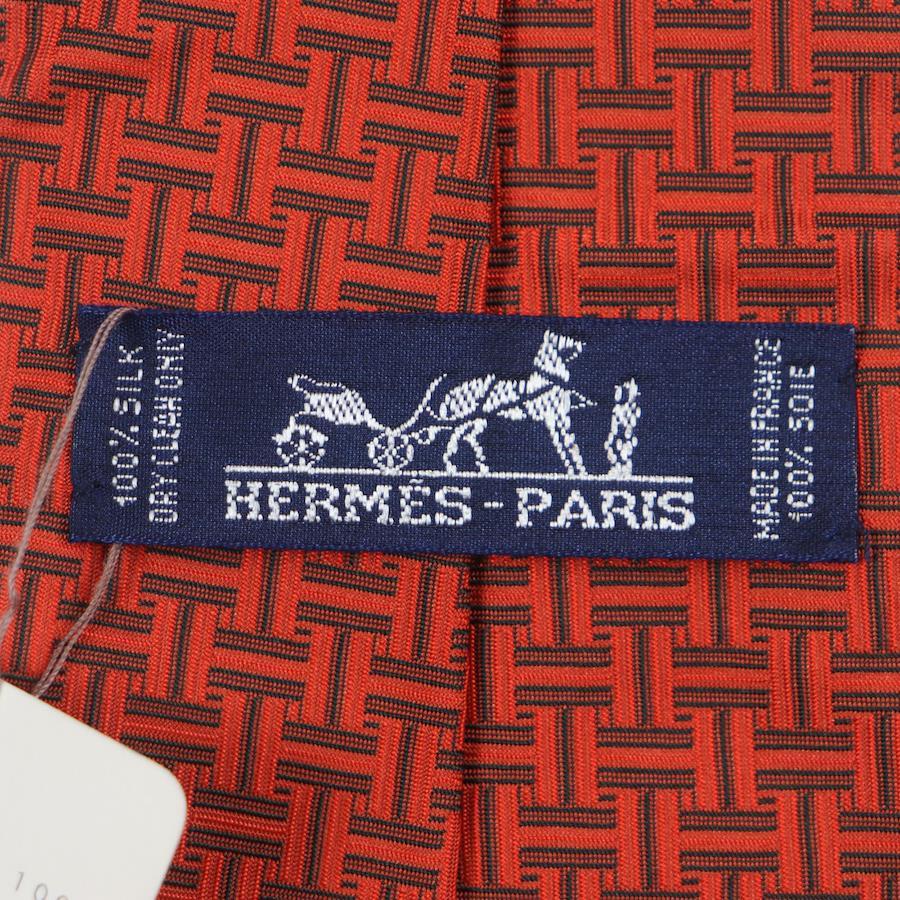 100% SILK
DRY CLEAN ONLY
HERMÈS - PARIS
MADE IN FRANCE
100% SOIE